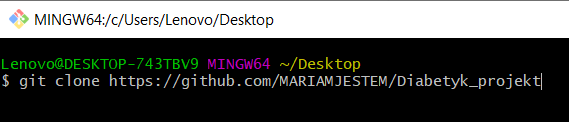 MINGW64:/c/Users/Lenovo/Desktop
Lenovo@DESKTOP-743TBV9 MINGW64 ~/Desktop
$ git clone https://github.com/MARIAMJESTEM/Diabetyk_projekt